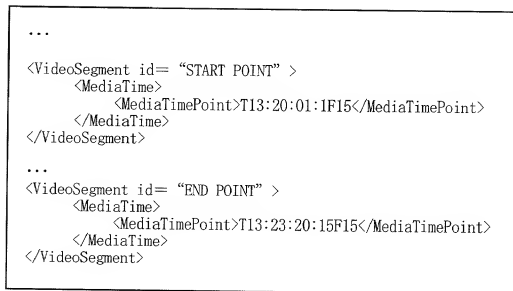 ...
<VideoSegment id= “START POINT” >
<MediaTime>
<MediaTimePoint>T13:20:01:1F15</MediaTimePoint>
</MediaTime>
</VideoSegment>
...
<VideoSegment id= “END POINT” >
<MediaTime>
<MediaTimePoint>T13:23:20:15F15</MediaTimePoint>
</MediaTime>
</VideoSegment>